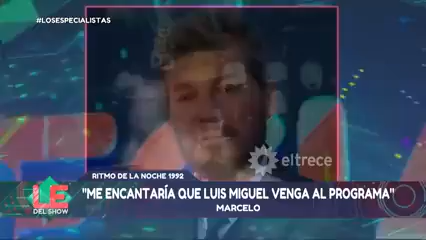 #LOSESPECIALISTAS
eltrece
RITMO DE LA NOCHE 1992
LE
DEL SHOW
"ME ENCANTARÍA QUE LUIS MIGUEL VENGA AL PROGRAMA"
MARCELO